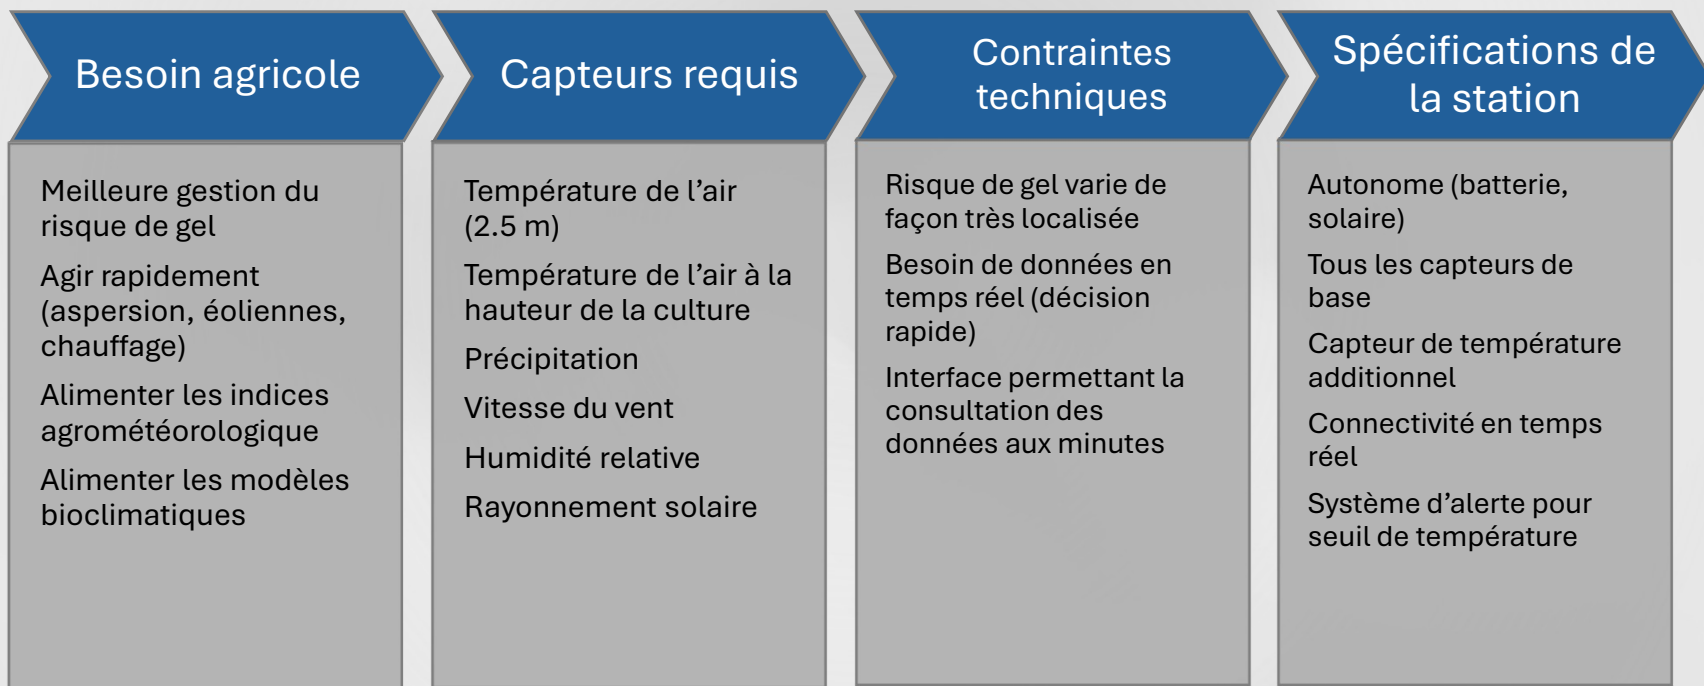 Besoin agricole
Meilleure gestion du
risque de gel
Agir rapidement
(aspersion, éoliennes,
chauffage)
Alimenter les indices
agrométéorologique
Alimenter les modèles
bioclimatiques
Capteurs requis
Température de l'air
(2.5 m)
Température de l'air à la
hauteur de la culture
Précipitation
Vitesse du vent
Humidité relative
Rayonnement solaire
Contraintes
techniques
Risque de gel varie de
façon très localisée
Besoin de données en
temps réel (décision
rapide)
Interface permettant la
consultation des
données aux minutes
Spécifications de
la station
Autonome (batterie,
solaire)
Tous les capteurs de
base
Capteur de température
additionnel
Connectivité en temps
réel
Système d'alerte pour
seuil de température